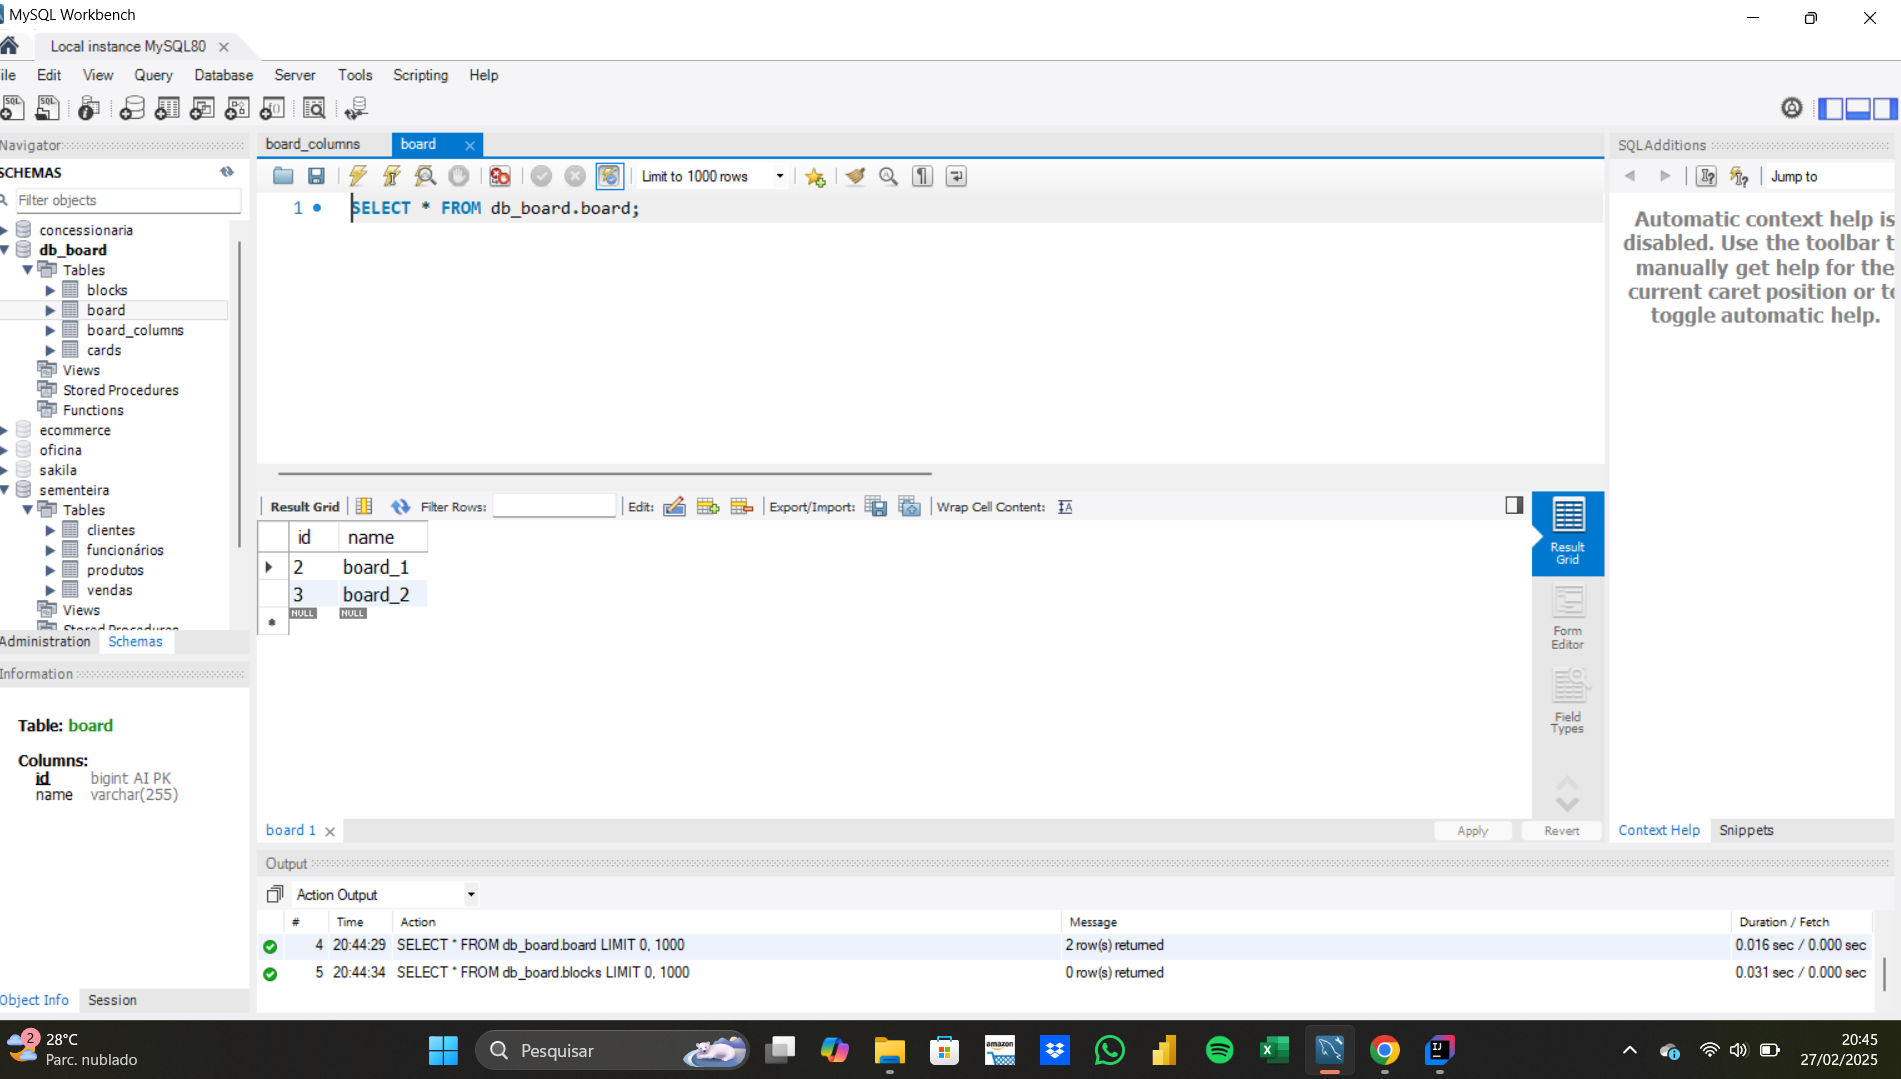 MySQL Workbench
Local instance MySQL80
ile Edit View Query Database Server Tools Scripting Help
Navigator
SCHEMAS
Filter objects
concessionaria
db_board
Tables
blocks
board
board_columns
cards
Views
Stored Procedures
Functions
ecommerce
oficina
sakila
sementeira
Tables
clientes
funcionários
produtos
vendas
Views
Stored Procedures
Administration Schemas
Information
Table: board
Columns:
id bigint AI PK
name varchar(255)
Object Info Session
board_columns board
Limit to 1000 rows
1 SELECT * FROM db_board.board;
Result Grid Filter Rows: Edit: Export/Import: Wrap Cell Content:
id name
2 board_1
3 board_2
NULL NULL
Result Grid
Form Editor
Field Types
board 1 Apply Revert
SQLAdditions
Jump to
Automatic context help is
disabled. Use the toolbar t
manually get help for the
current caret position or to
toggle automatic help.
Context Help Snippets
Output
Action Output
# Time Action Message Duration / Fetch
4 20:44:29 SELECT * FROM db_board.board LIMIT 0, 1000 2 row(s) returned 0.016 sec / 0.000 sec
5 20:44:34 SELECT * FROM db_board.blocks LIMIT 0, 1000 0 row(s) returned 0.031 sec / 0.000 sec
2 28°C
Parc. nublado
Pesquisar
amazon
20:45
27/02/2025